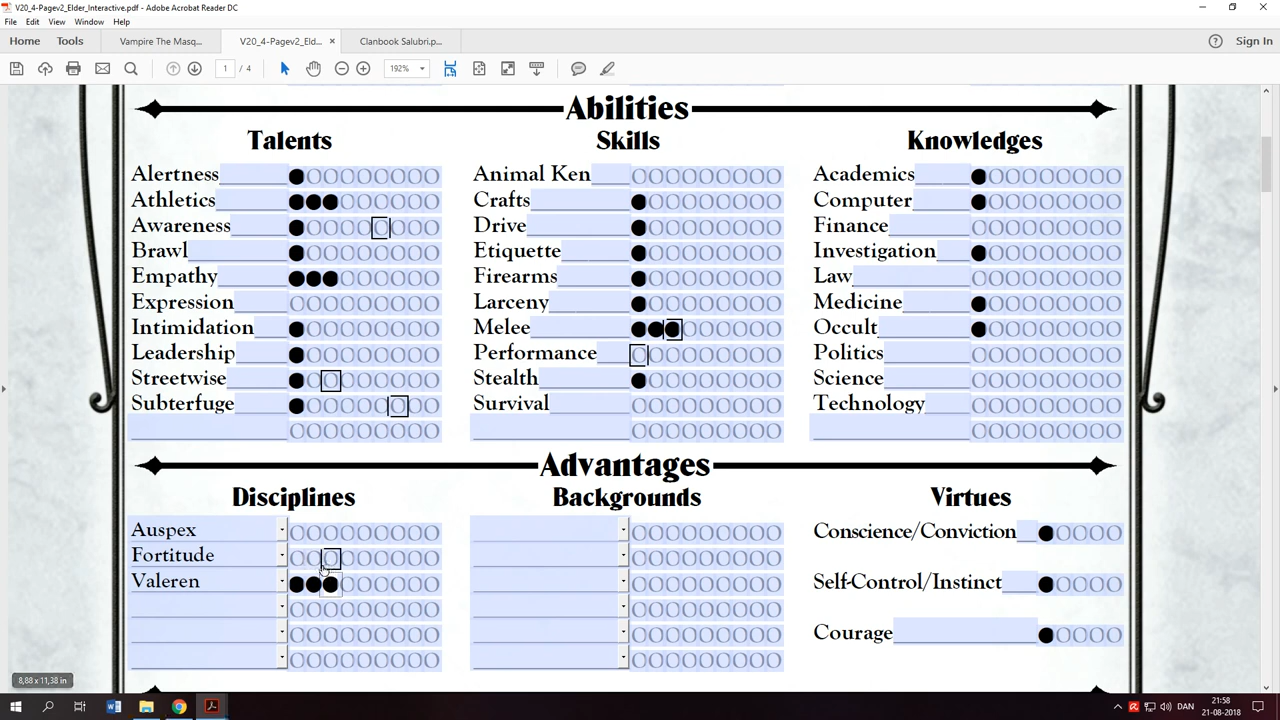 V20_4-Pagev2_Elder_Interactive.pdf - Adobe Acrobat Reader DC
File Edit View Window Help
Home Tools Vampire The Masq... V20_4-Pagev2_Eld... × Clanbook Salubri.p... Sign In
1 / 4 192%
Abilities
Talents Skills Knowledges
Alertness Animal Ken Academics
Athletics Crafts Computer
Awareness Drive Finance
Brawl Etiquette Investigation
Empathy Firearms Law
Expression Larceny Medicine
Intimidation Melee Occult
Leadership Performance Politics
Streetwise Stealth Science
Subterfuge Survival Technology
Advantages
Disciplines Backgrounds Virtues
Auspex Conscience/Conviction
Fortitude
Valeren Self-Control/Instinct
Courage
8,88 x 11,38 in
DAN 21:58
21-08-2018